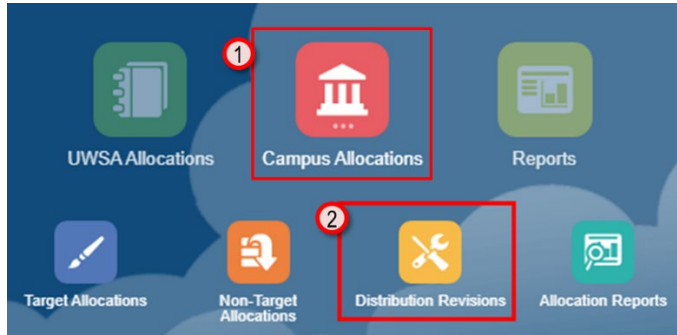 1
UWSA Allocations
Campus Allocations
Reports
2
Target Allocations
Non-Target
Allocations
Distribution Revisions
Allocation Reports